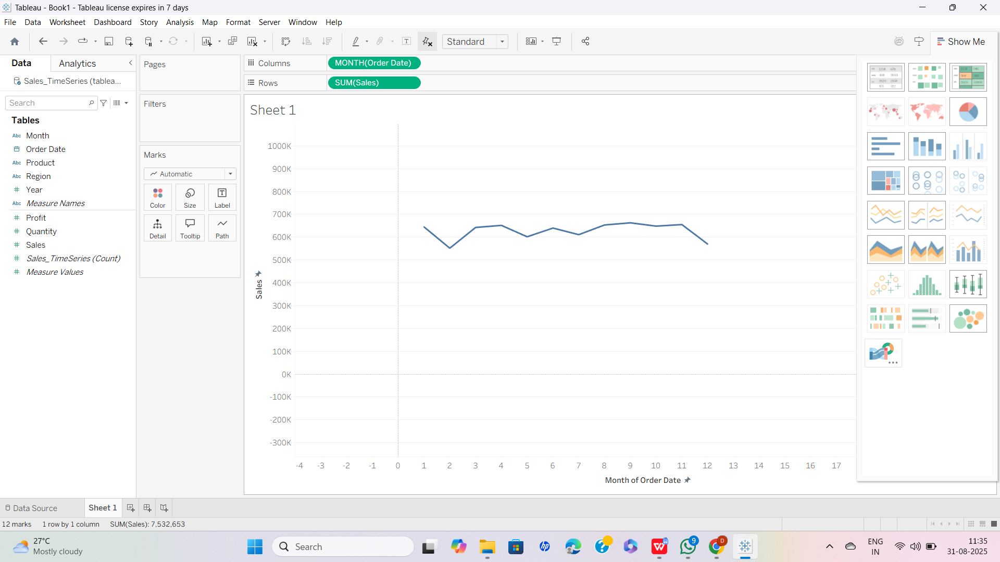 Tableau - Book1 - Tableau license expires in 7 days
File Data Worksheet Dashboard Story Analysis Map Format Server Window Help
Standard
Show Me
Data Analytics
Sales_TimeSeries (tablea...
Search
Tables
Abc Month
Order Date
Abc Product
Abc Region
Year
Abc Measure Names
Profit
Quantity
Sales
Sales_TimeSeries (Count)
Measure Values
Pages
Filters
Marks
Automatic
Color Size Label
Detail Tooltip Path
Columns MONTH(Order Date)
Rows SUM(Sales)
Sheet 1
1000K
900K
800K
700K
600K
500K
400K
300K
200K
100K
0K
-100K
-200K
-300K
Sales
-4 -3 -2 -1 0 1 2 3 4 5 6 7 8 9 10 11 12 13 14 15 16 17
Month of Order Date
Data Source Sheet 1
12 marks 1 row by 1 column SUM(Sales): 7,532,653
27°C
Mostly cloudy
Search
9
D
ENG
IN
11:35
31-08-2025